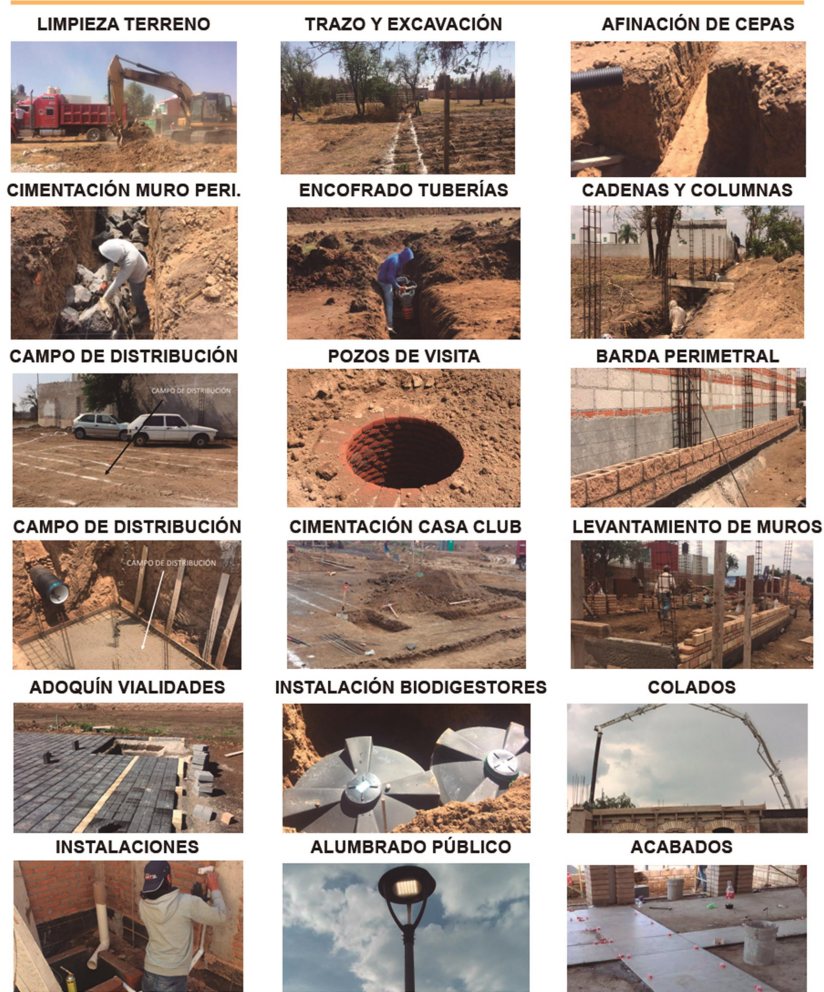 LIMPIEZA TERRENO
TRAZO Y EXCAVACIÓN
AFINACIÓN DE CEPAS
CIMENTACIÓN MURO PERI.
ENCOFRADO TUBERÍAS
CADENAS Y COLUMNAS
CAMPO DE DISTRIBUCIÓN
POZOS DE VISITA
BARDA PERIMETRAL
CAMPO DE DISTRIBUCIÓN
CAMPO DE DISTRIBUCIÓN
CIMENTACIÓN CASA CLUB
LEVANTAMIENTO DE MUROS
CAMPO DE DISTRIBUCIÓN
ADOQUÍN VIALIDADES
INSTALACIÓN BIODIGESTORES
COLADOS
INSTALACIONES
ALUMBRADO PÚBLICO
ACABADOS